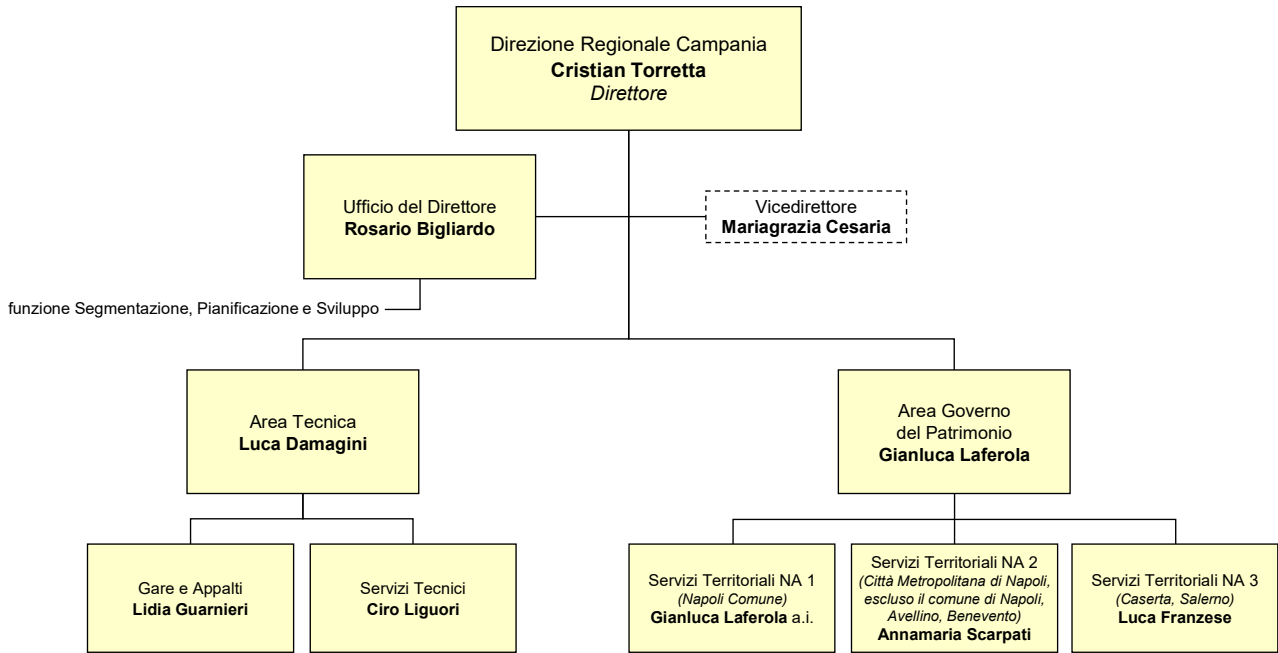 Direzione Regionale Campania
Cristian Torretta
Direttore
Ufficio del Direttore
Rosario Bigliardo
Vicedirettore
Mariagrazia Cesaria
funzione Segmentazione, Pianificazione e Sviluppo
Area Tecnica
Luca Damagini
Area Governo
del Patrimonio
Gianluca Laferola
Gare e Appalti
Lidia Guarnieri
Servizi Tecnici
Ciro Liguori
Servizi Territoriali NA 1
(Napoli Comune)
Gianluca Laferola a.i.
Servizi Territoriali NA 2
(Città Metropolitana di Napoli,
escluso il comune di Napoli,
Avellino, Benevento)
Annamaria Scarpati
Servizi Territoriali NA 3
(Caserta, Salerno)
Luca Franzese